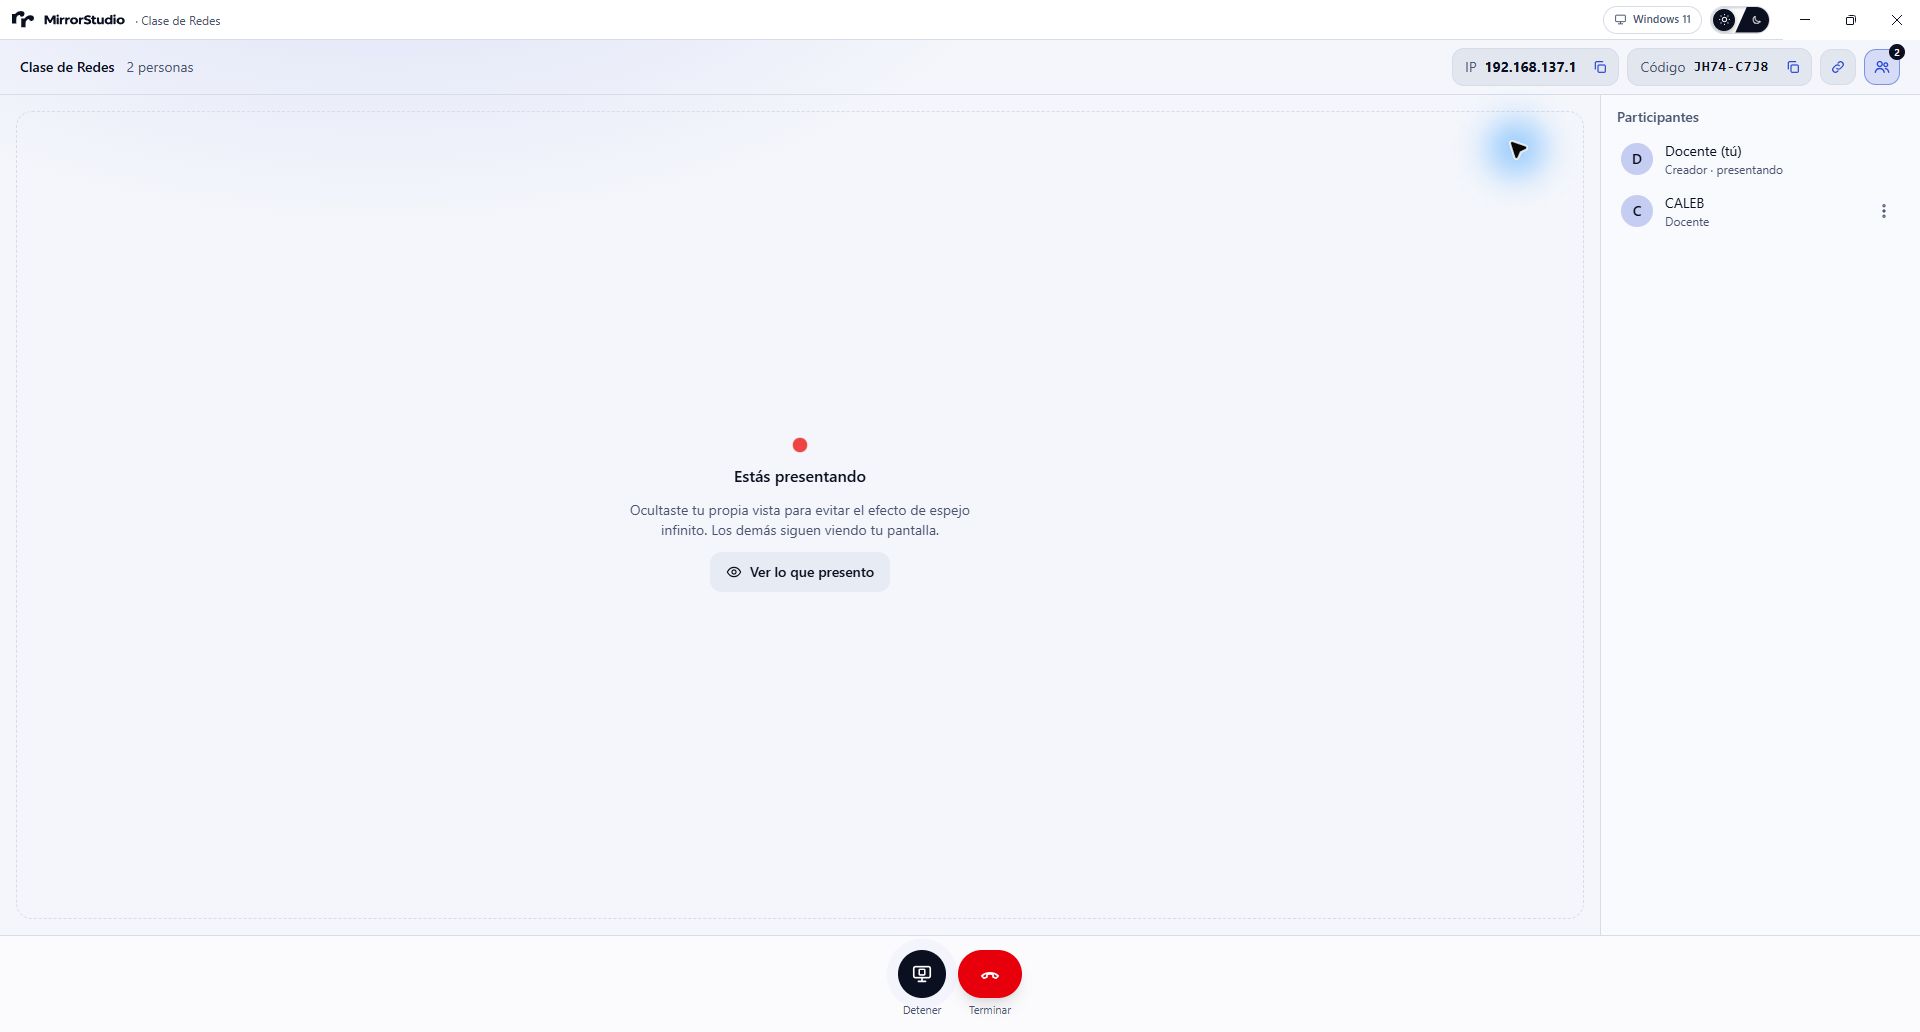 MirrorStudio · Clase de Redes
Windows 11
Clase de Redes 2 personas
IP 192.168.137.1
Código JH74-C7J8
2
Participantes
D
Docente (tú)
Creador · presentando
C
CALEB
Docente
Estás presentando
Ocultaste tu propia vista para evitar el efecto de espejo
infinito. Los demás siguen viendo tu pantalla.
Ver lo que presento
Detener
Terminar